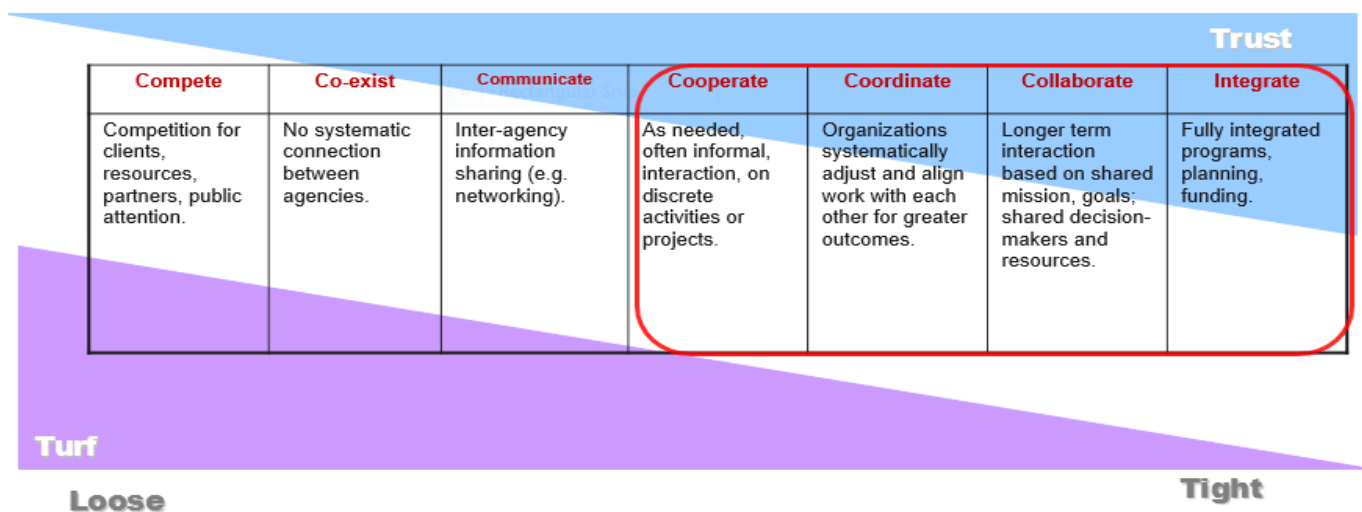 Trust
Compete
Co-exist
Communicate
Cooperate
Coordinate
Collaborate
Integrate
Rectangular Sni
Competition for
clients,
resources,
partners, public
attention.
No systematic
connection
between
agencies.
Inter-agency
information
sharing (e.g.
networking).
As needed,
often informal,
interaction, on
discrete
activities or
projects.
Organizations
systematically
adjust and align
work with each
other for greater
outcomes.
Longer term
interaction
based on shared
mission, goals;
shared decision-
makers and
resources.
Fully integrated
programs,
planning,
funding.
Turf
Loose
Tight